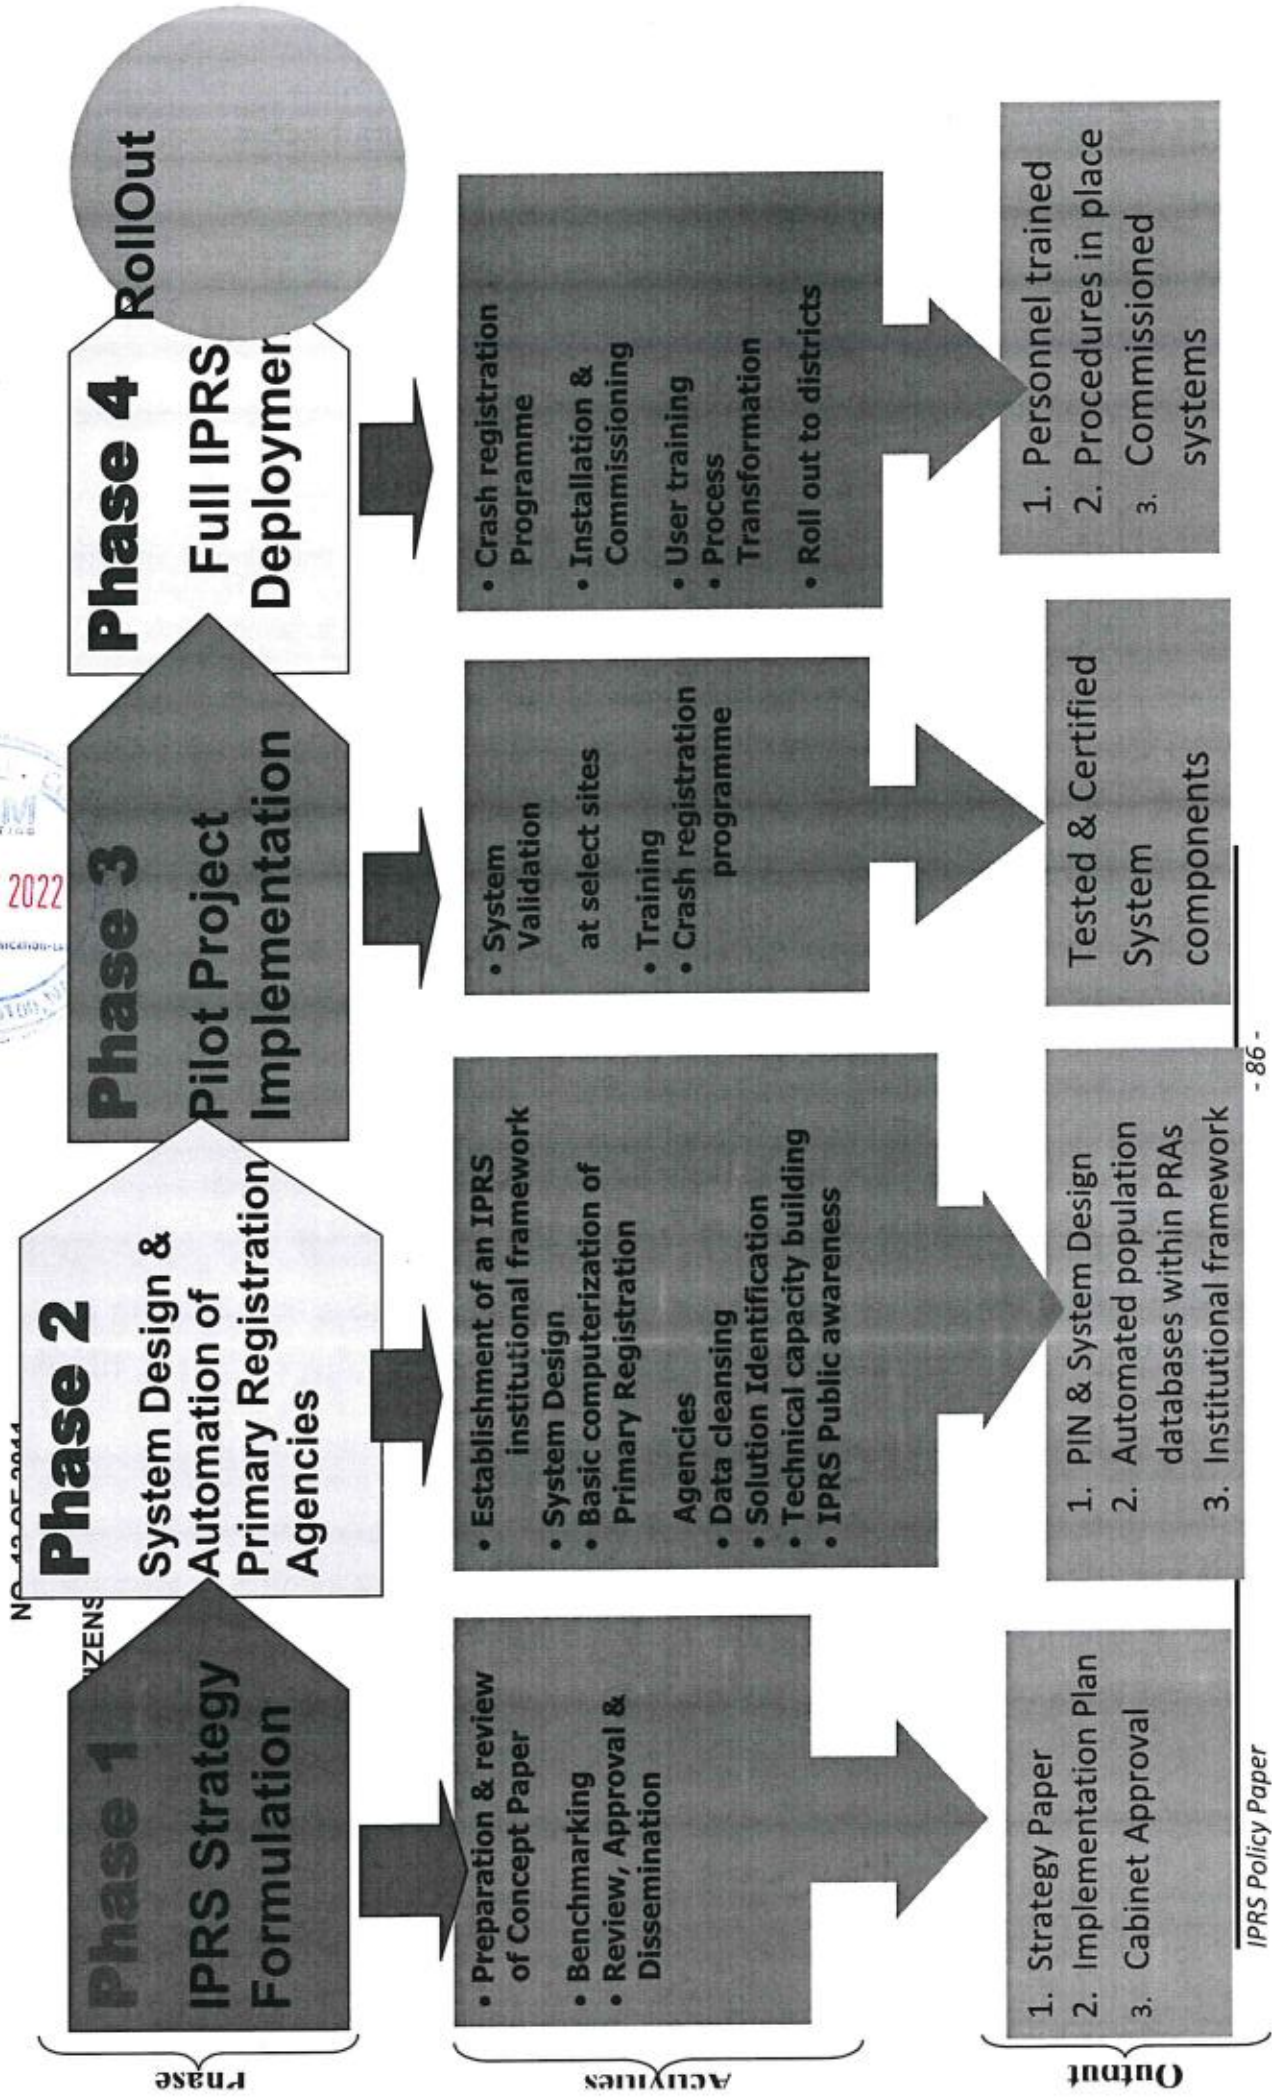 NO 12 OF 2011
IZENS
2022
Phase
Phase 1
IPRS Strategy
Formulation
Phase 2
System Design &
Automation of
Primary Registration
Agencies
Phase 3
Pilot Project
Implementation
Phase 4
Full IPRS
Deploymen
RollOut
Activities
• Preparation & review
of Concept Paper
• Benchmarking
• Review, Approval &
Dissemination
• Establishment of an IPRS
institutional framework
• System Design
• Basic computerization of
Primary Registration
Agencies
• Data cleansing
• Solution Identification
• Technical capacity building
• IPRS Public awareness
• System
Validation
at select sites
• Training
• Crash registration
programme
• Crash registration
Programme
• Installation &
Commissioning
• User training
• Process
Transformation
• Roll out to districts
Output
1. Strategy Paper
2. Implementation Plan
3. Cabinet Approval
1. PIN & System Design
2. Automated population
databases within PRAs
3. Institutional framework
Tested & Certified
System
components
1. Personnel trained
2. Procedures in place
3. Commissioned
systems
IPRS Policy Paper
- 86 -